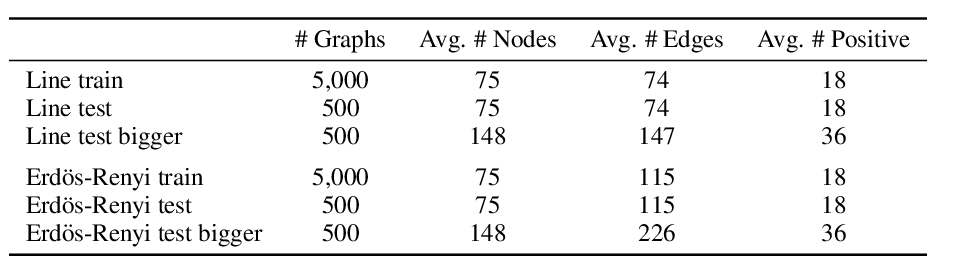 # Graphs Avg. # Nodes Avg. # Edges Avg. # Positive
Line train 5,000 75 74 18
Line test 500 75 74 18
Line test bigger 500 148 147 36
Erdös-Renyi train 5,000 75 115 18
Erdös-Renyi test 500 75 115 18
Erdös-Renyi test bigger 500 148 226 36